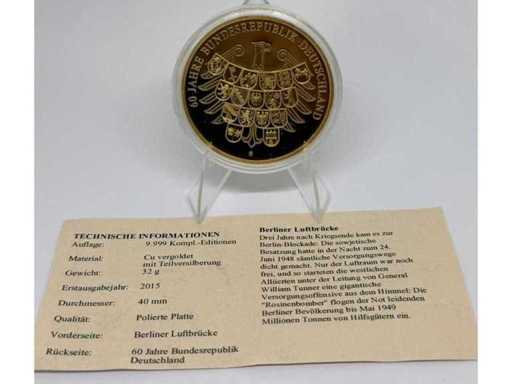 60 JAHRE BUNDESREPUBLIK DEUTSCHLAND
TECHNISCHE INFORMATIONEN
Auflage: 9.999 Kompl.-Editionen
Material: Cu vergoldet
mit Teilversilberung
Gewicht: 32 g
Erstausgabejahr: 2015
Durchmesser: 40 mm
Qualität: Polierte Platte
Vorderseite: Berliner Luftbrücke
Rückseite: 60 Jahre Bundesrepublik
Deutschland
Berliner Luftbrücke
Drei Jahre nach Kriegsende kam es zur
Berlin-Blockade: Die sowjetische
Besatzung hatte in der Nacht zum 24.
Juni 1948 sämtliche Versorgungswege
dicht gemacht. Nur der Luftraum war noch
frei, und so starteten die westlichen
Alliierten unter der Leitung von General
William Tunner eine gigantische
Versorgungsoffensive aus dem Himmel: Die
"Rosinenbomber" flogen der Not leidenden
Berliner Bevölkerung bis Mai 1949
Millionen Tonnen von Hilfsgütern ein.